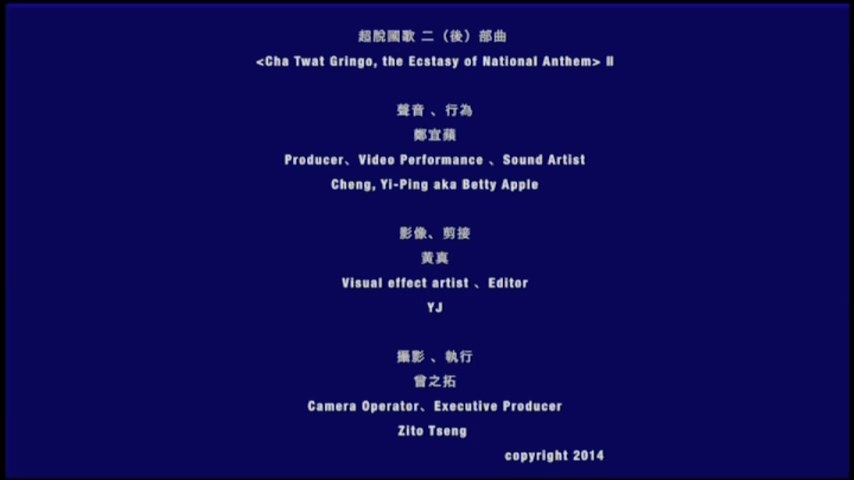 超脫國歌 二（後）部曲
<Cha Twat Gringo, the Ecstasy of National Anthem> II
聲音 、行為
鄭宜蘋
Producer、Video Performance 、Sound Artist
Cheng, Yi-Ping aka Betty Apple
影像、剪接
黃真
Visual effect artist 、Editor
YJ
攝影 、執行
曾之拓
Camera Operator、Executive Producer
Zito Tseng
copyright 2014